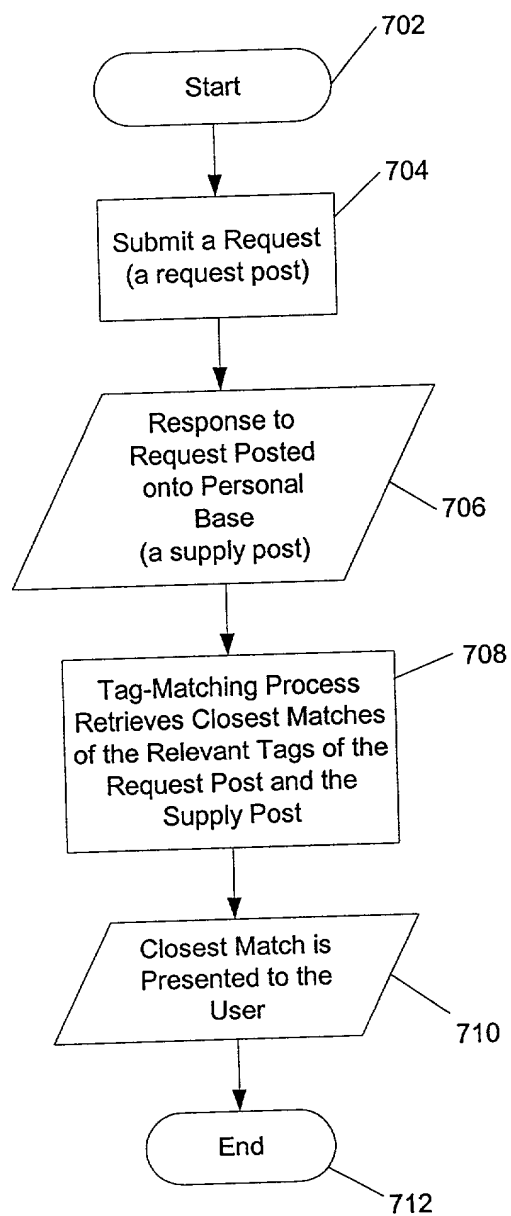 702
Start
704
Submit a Request
(a request post)
Response to
Request Posted
onto Personal
Base
(a supply post)
706
708
Tag-Matching Process
Retrieves Closest Matches
of the Relevant Tags of the
Request Post and the
Supply Post
Closest Match is
Presented to the
User
710
End
712